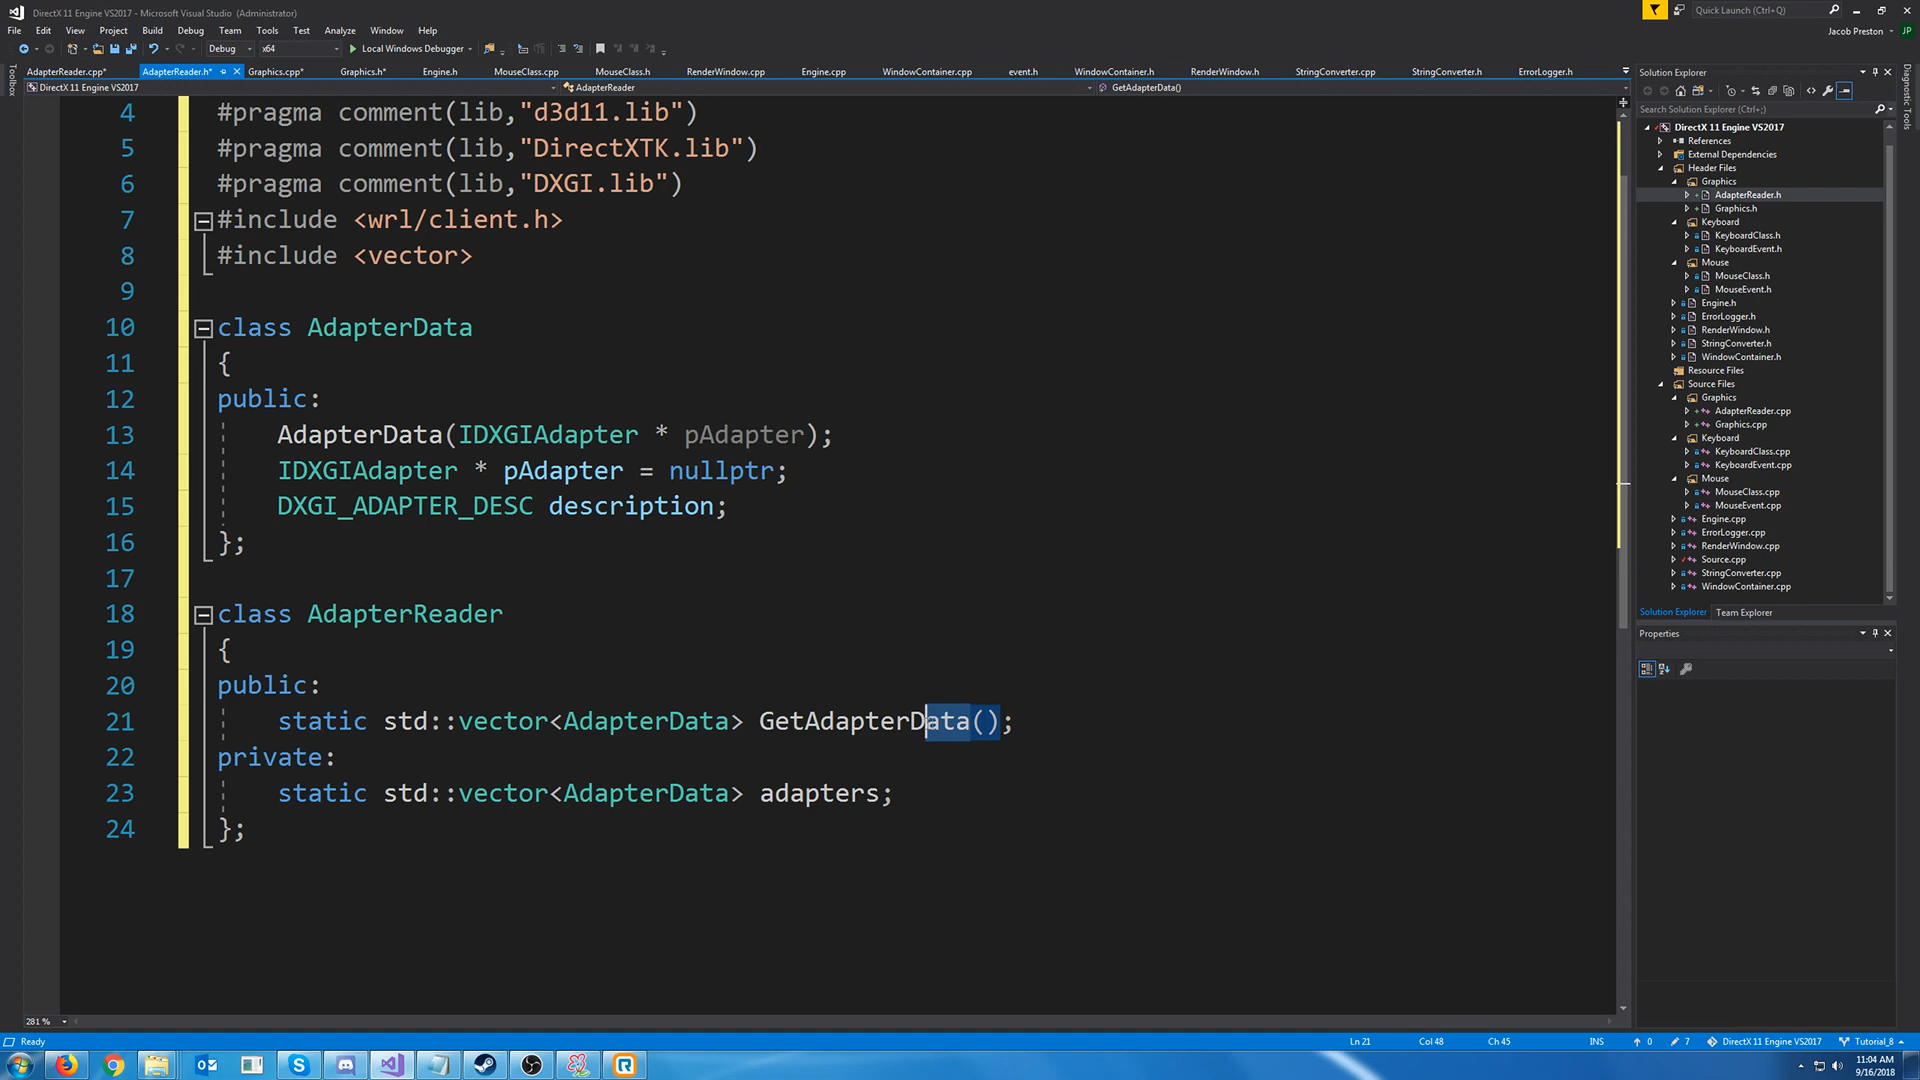 DirectX 11 Engine VS2017 - Microsoft Visual Studio (Administrator)
Quick Launch (Ctrl+Q)
File Edit View Project Build Debug Team Tools Test Analyze Window Help
Jacob Preston JP
Debug x64 Local Windows Debugger
AdapterReader.cpp* AdapterReader.h* Graphics.cpp* Graphics.h* Engine.h MouseClass.cpp MouseClass.h RenderWindow.cpp Engine.cpp WindowContainer.cpp event.h WindowContainer.h RenderWindow.h StringConverter.cpp StringConverter.h ErrorLogger.h
DirectX 11 Engine VS2017 AdapterReader GetAdapterData()
Toolbox
4 #pragma comment(lib,"d3d11.lib")
5 #pragma comment(lib,"DirectXTK.lib")
6 #pragma comment(lib,"DXGI.lib")
7 #include <wrl/client.h>
8 #include <vector>
9
10 class AdapterData
11 {
12 public:
13 AdapterData(IDXGIAdapter * pAdapter);
14 IDXGIAdapter * pAdapter = nullptr;
15 DXGI_ADAPTER_DESC description;
16 };
17
18 class AdapterReader
19 {
20 public:
21 static std::vector<AdapterData> GetAdapterData();
22 private:
23 static std::vector<AdapterData> adapters;
24 };
281 %
Solution Explorer
Search Solution Explorer (Ctrl+;)
DirectX 11 Engine VS2017
References
External Dependencies
Header Files
Graphics
AdapterReader.h
Graphics.h
Keyboard
KeyboardClass.h
KeyboardEvent.h
Mouse
MouseClass.h
MouseEvent.h
Engine.h
ErrorLogger.h
RenderWindow.h
StringConverter.h
WindowContainer.h
Resource Files
Source Files
Graphics
AdapterReader.cpp
Graphics.cpp
Keyboard
KeyboardClass.cpp
KeyboardEvent.cpp
Mouse
MouseClass.cpp
MouseEvent.cpp
Engine.cpp
ErrorLogger.cpp
RenderWindow.cpp
Source.cpp
StringConverter.cpp
WindowContainer.cpp
Solution Explorer Team Explorer
Properties
Diagnostic Tools
Ready Ln 21 Col 48 Ch 45 INS 0 7 DirectX 11 Engine VS2017 Tutorial_8
11:04 AM
9/16/2018